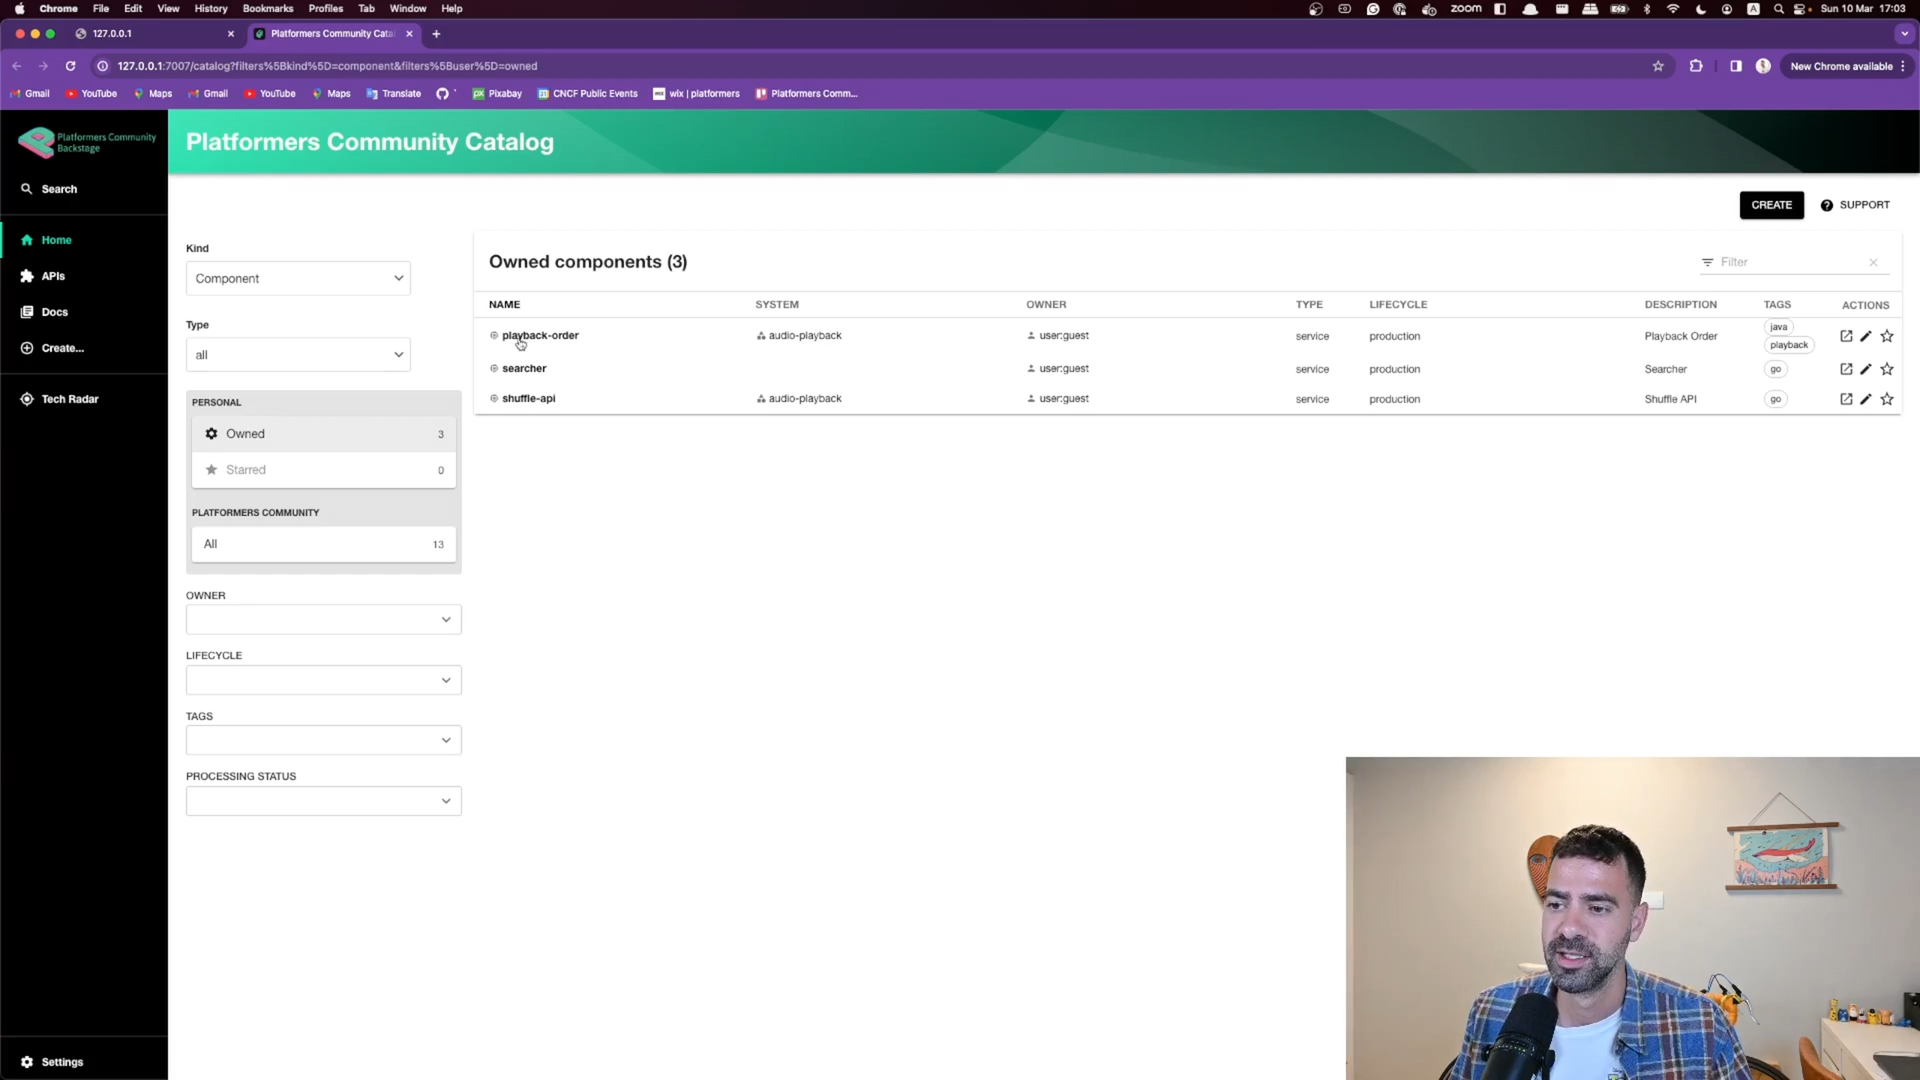 Chrome File Edit View History Bookmarks Profiles Tab Window Help
zoom A Sun 10 Mar 17:03
127.0.0.1
Platformers Community Cata
127.0.0.1:7007/catalog?filters%5Bkind%5D=component&filters%5Buser%5D=owned
New Chrome available
Gmail YouTube Maps Gmail YouTube Maps Translate px Pixabay CNCF Public Events wix | platformers Platformers Comm...
Platformers Community
Backstage
Search
Home
APIs
Docs
Create...
Tech Radar
Settings
Platformers Community Catalog
CREATE
SUPPORT
Kind
Component
Type
all
PERSONAL
Owned 3
Starred 0
PLATFORMERS COMMUNITY
All 13
OWNER
LIFECYCLE
TAGS
PROCESSING STATUS
Owned components (3)
Filter
NAME SYSTEM OWNER TYPE LIFECYCLE DESCRIPTION TAGS ACTIONS
playback-order audio-playback user:guest service production Playback Order java
playback
searcher user:guest service production Searcher go
shuffle-api audio-playback user:guest service production Shuffle API go